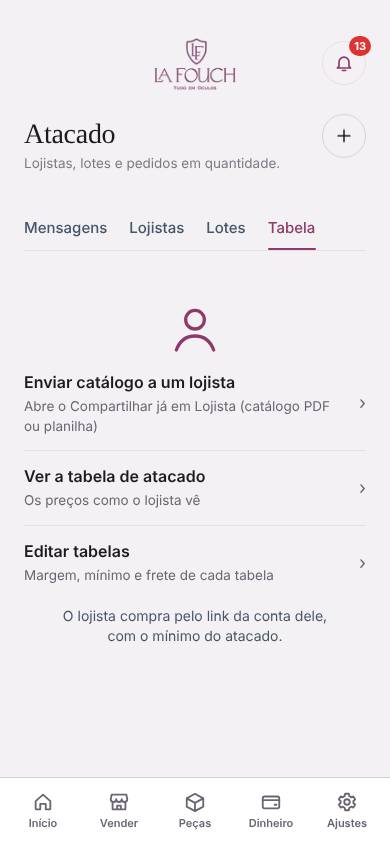 LF
LA FOUCH
TUDO EM ÓCULOS
13
Atacado
Lojistas, lotes e pedidos em quantidade.
Mensagens Lojistas Lotes Tabela
Enviar catálogo a um lojista
Abre o Compartilhar já em Lojista (catálogo PDF
ou planilha)
Ver a tabela de atacado
Os preços como o lojista vê
Editar tabelas
Margem, mínimo e frete de cada tabela
O lojista compra pelo link da conta dele,
com o mínimo do atacado.
Início Vender Peças Dinheiro Ajustes